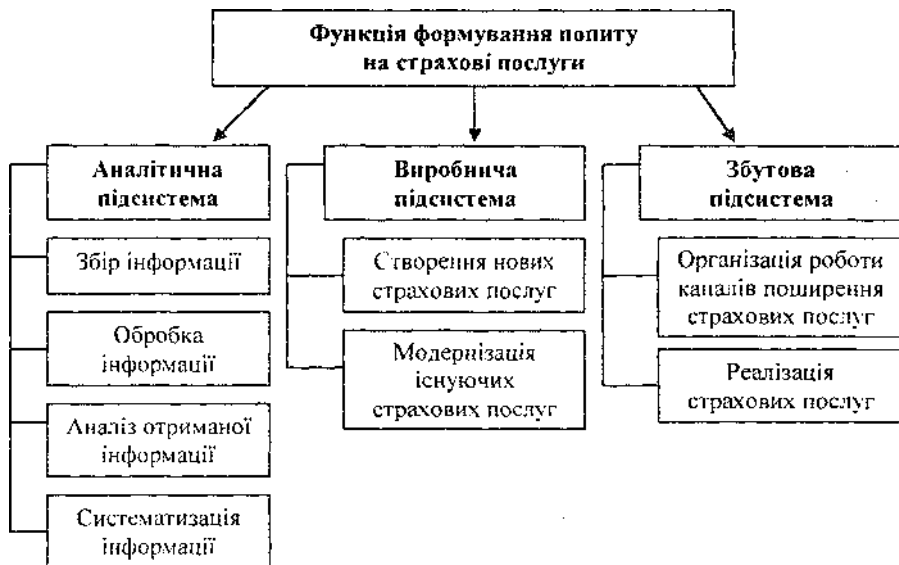 Функція формування попиту
на страхові послуги
Аналітична
підсистема
Збір інформації
Обробка
інформації
Аналіз отриманої
інформації
Систематизація
інформації
Виробнича
підсистема
Створення нових
страхових послуг
Модернізація
існуючих
страхових послуг
Збутова
підсистема
Організація роботи
каналів поширення
страхових послуг
Реалізація
страхових послуг